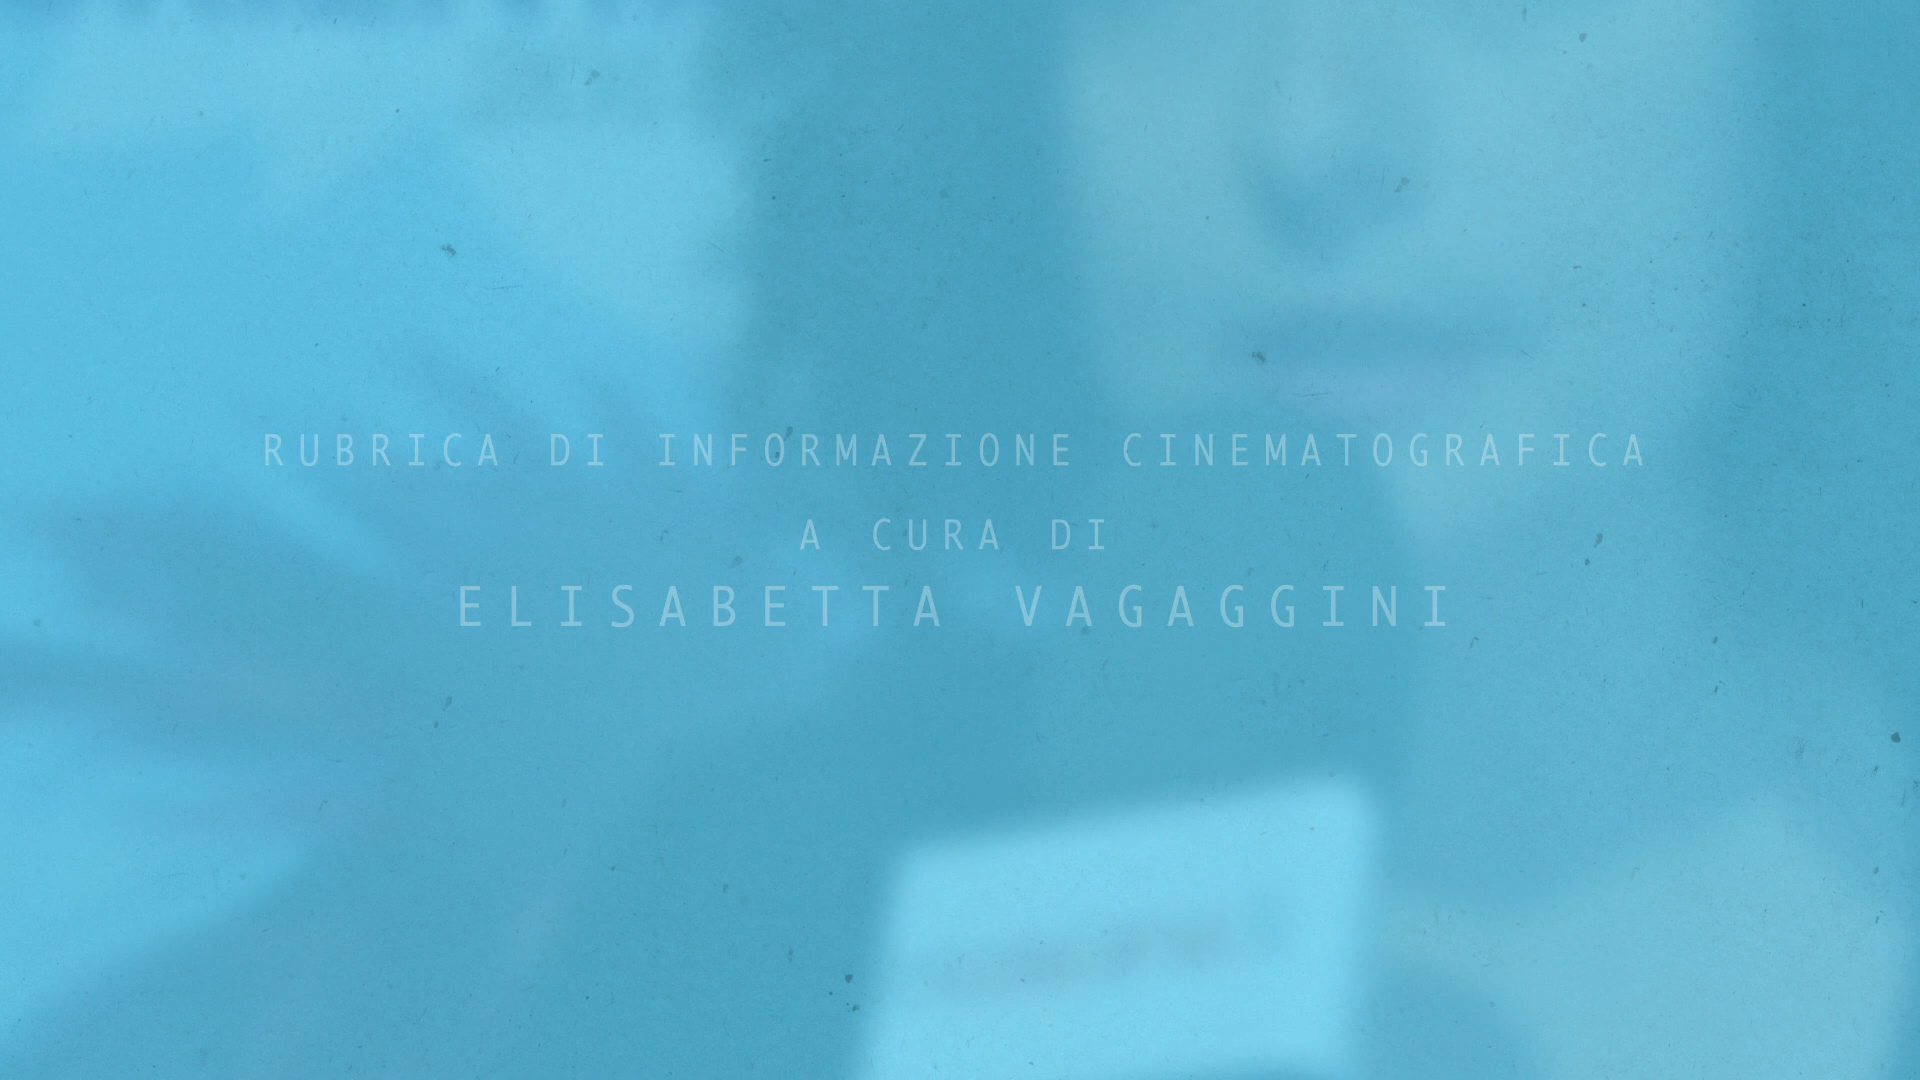 RUBRICA DI INFORMAZIONE CINEMATOGRAFICA
A CURA DI
ELISABETTA VAGAGGINI